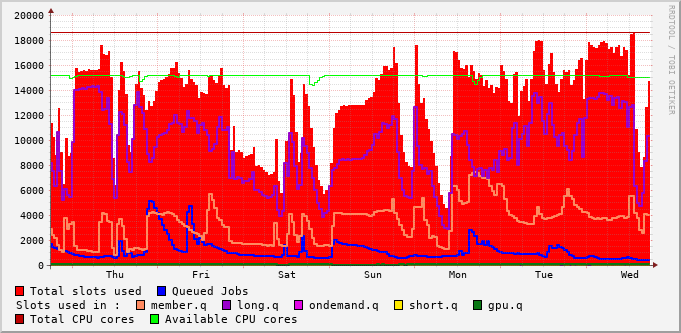 20000
18000
16000
14000
12000
10000
8000
6000
4000
2000
0
Thu Fri Sat Sun Mon Tue Wed
RRDTOOL / TOBI OETIKER
Total slots used Queued Jobs
Slots used in : member.q long.q ondemand.q short.q gpu.q
Total CPU cores Available CPU cores